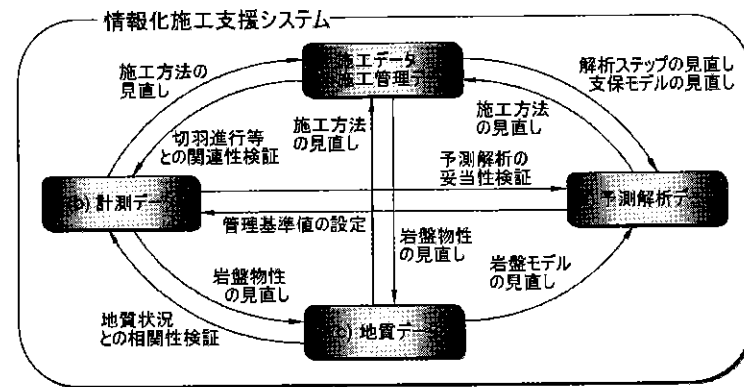 情報化施工支援システム
施工データ
施工管理デ
施工方法の
見直し
解析ステップの見直し
支保モデルの見直し
切羽進行等
との関連性検証
施工方法
の見直し
施工方法
の見直し
予測解析の
妥当性検証
b) 計測デー
予測解析デ
管理基準値の設定
岩盤物性
の見直し
岩盤物性
の見直し
岩盤モデル
の見直し
地質状況
との相関性検証
c) 地質デー